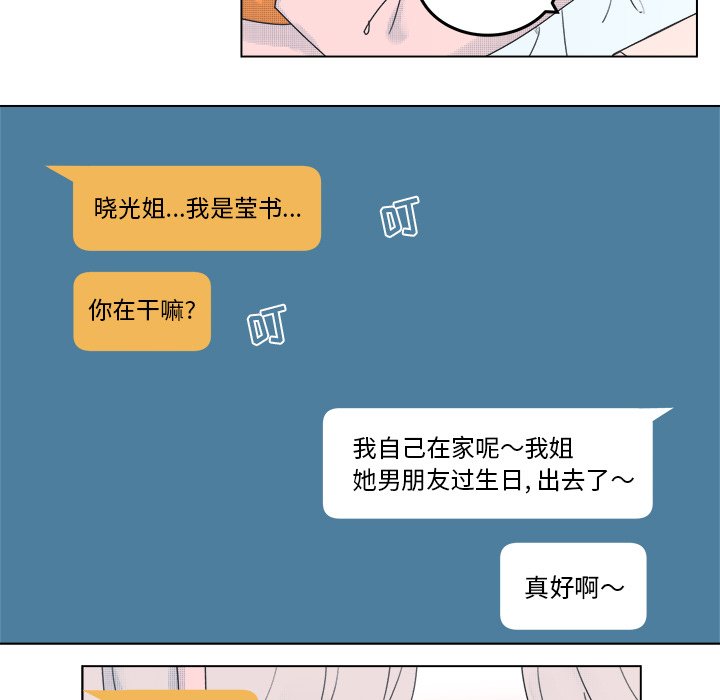 晓光姐...我是莹书...
叮
你在干嘛?
叮
我自己在家呢～我姐
她男朋友过生日, 出去了～
真好啊～